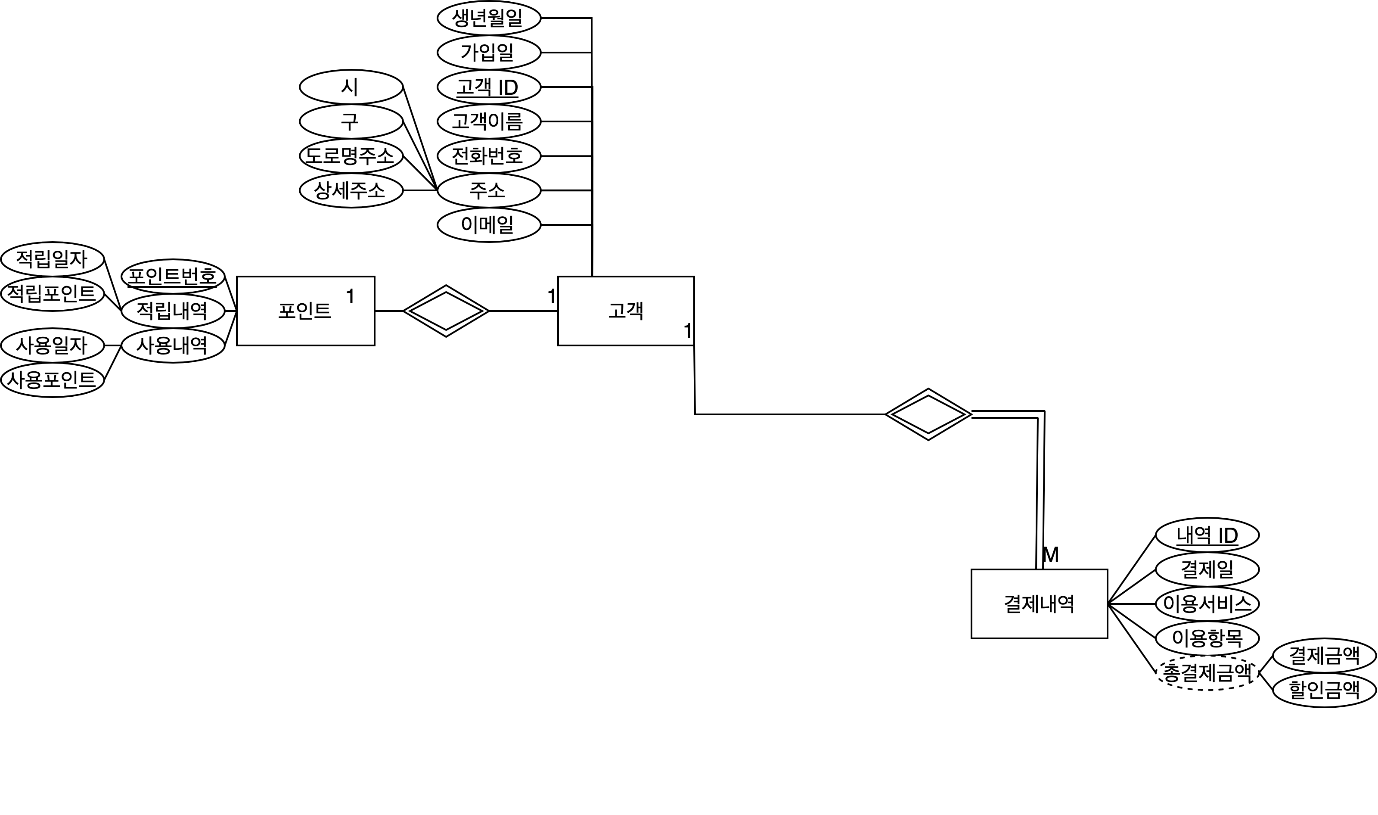 생년월일
가입일
고객 ID
고객이름
전화번호
주소
이메일
시
구
도로명주소
상세주소
적립일자
적립포인트
사용일자
사용포인트
포인트번호
적립내역
사용내역
포인트
1
1
고객
1
M
결제내역
내역 ID
결제일
이용서비스
이용항목
총결제금액
결제금액
할인금액